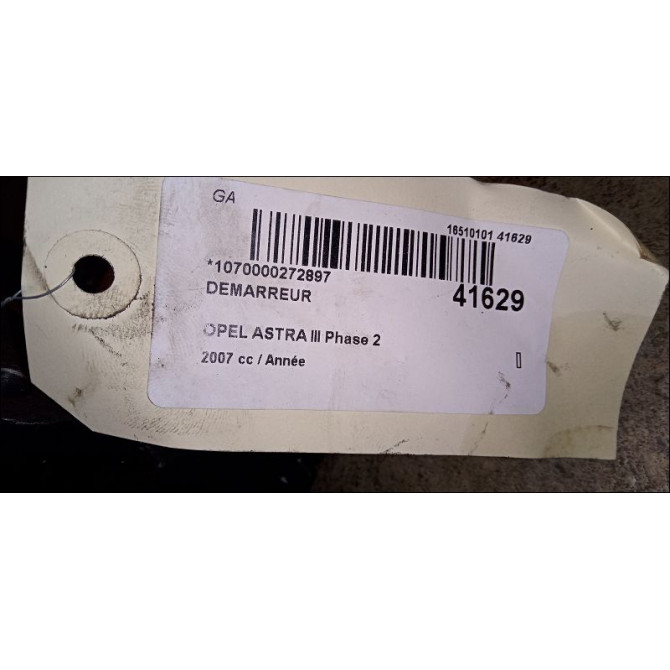 GA
16510101 41629
*1070000272897
DEMARREUR
41629
OPEL ASTRA III Phase 2
2007 cc / Année